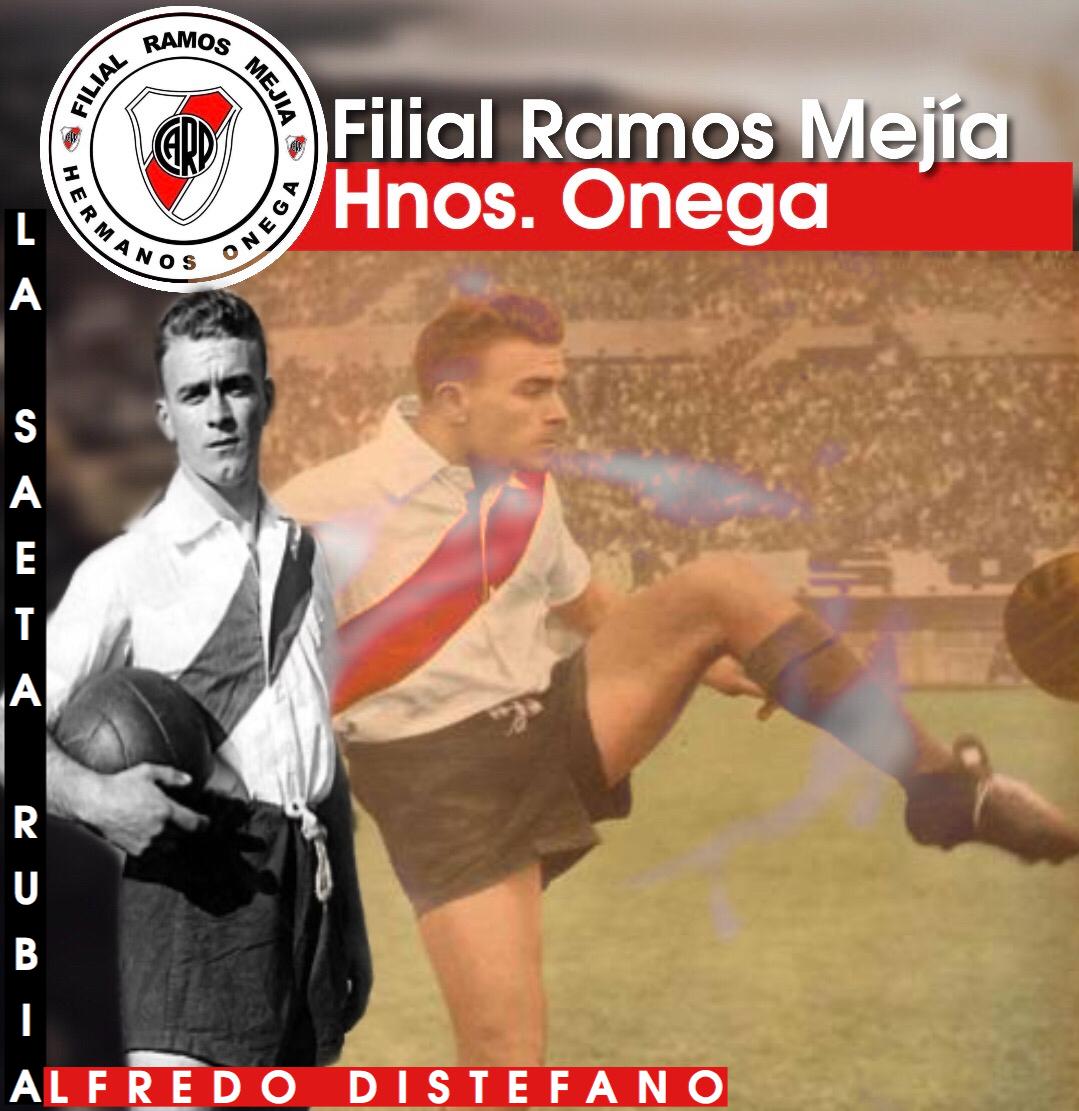 FILIAL RAMOS MEJIA
CARP
HERMANOS ONEGA
Filial Ramos Mejía
Hnos. Onega
LA SAETA RUBIA
ALFREDO DISTEFANO